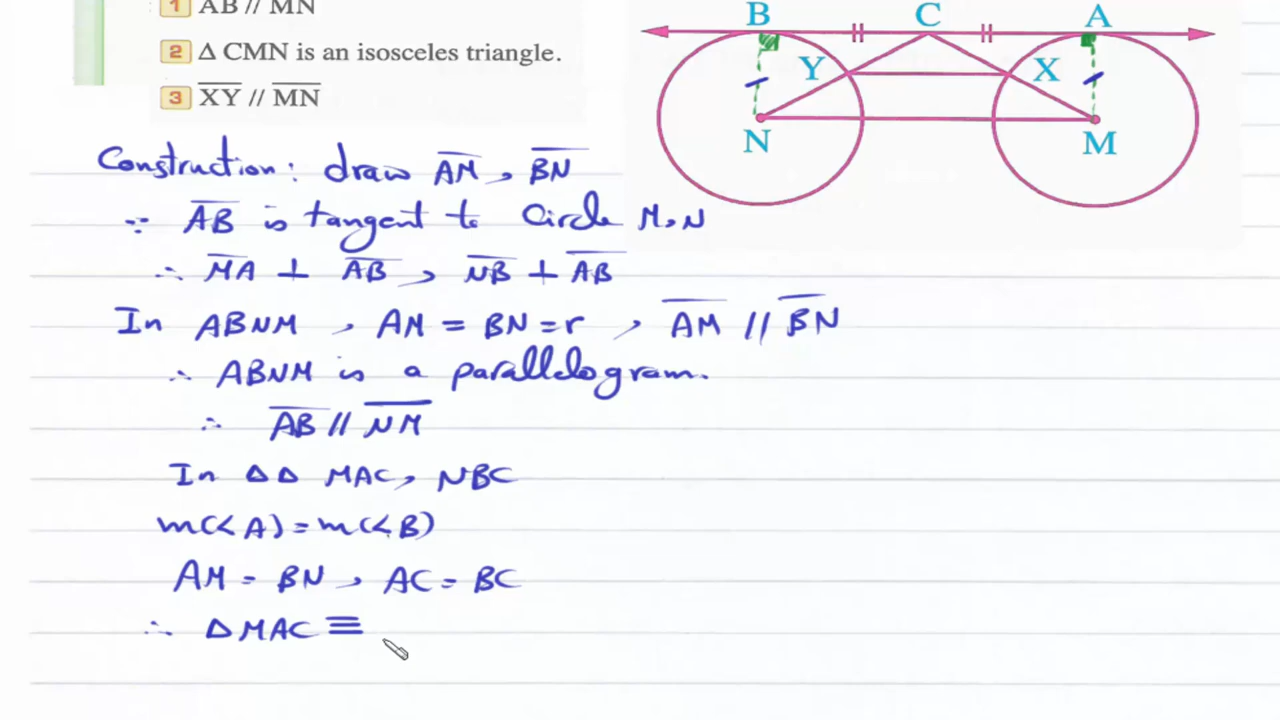 1 AB // MN
2 Δ CMN is an isosceles triangle.
3 XY // MN
B C A
Y X
N M
Construction: draw AM, BN
∵ AB is tangent to Circle M, N
∴ MA ⊥ AB, NB ⊥ AB
In ABNM, AM = BN = r, AM // BN
∴ ABNM is a parallelogram.
∴ AB // NM
In ΔΔ MAC, NBC
m(<A) = m(<B)
AM = BN, AC = BC
∴ ΔMAC ≡